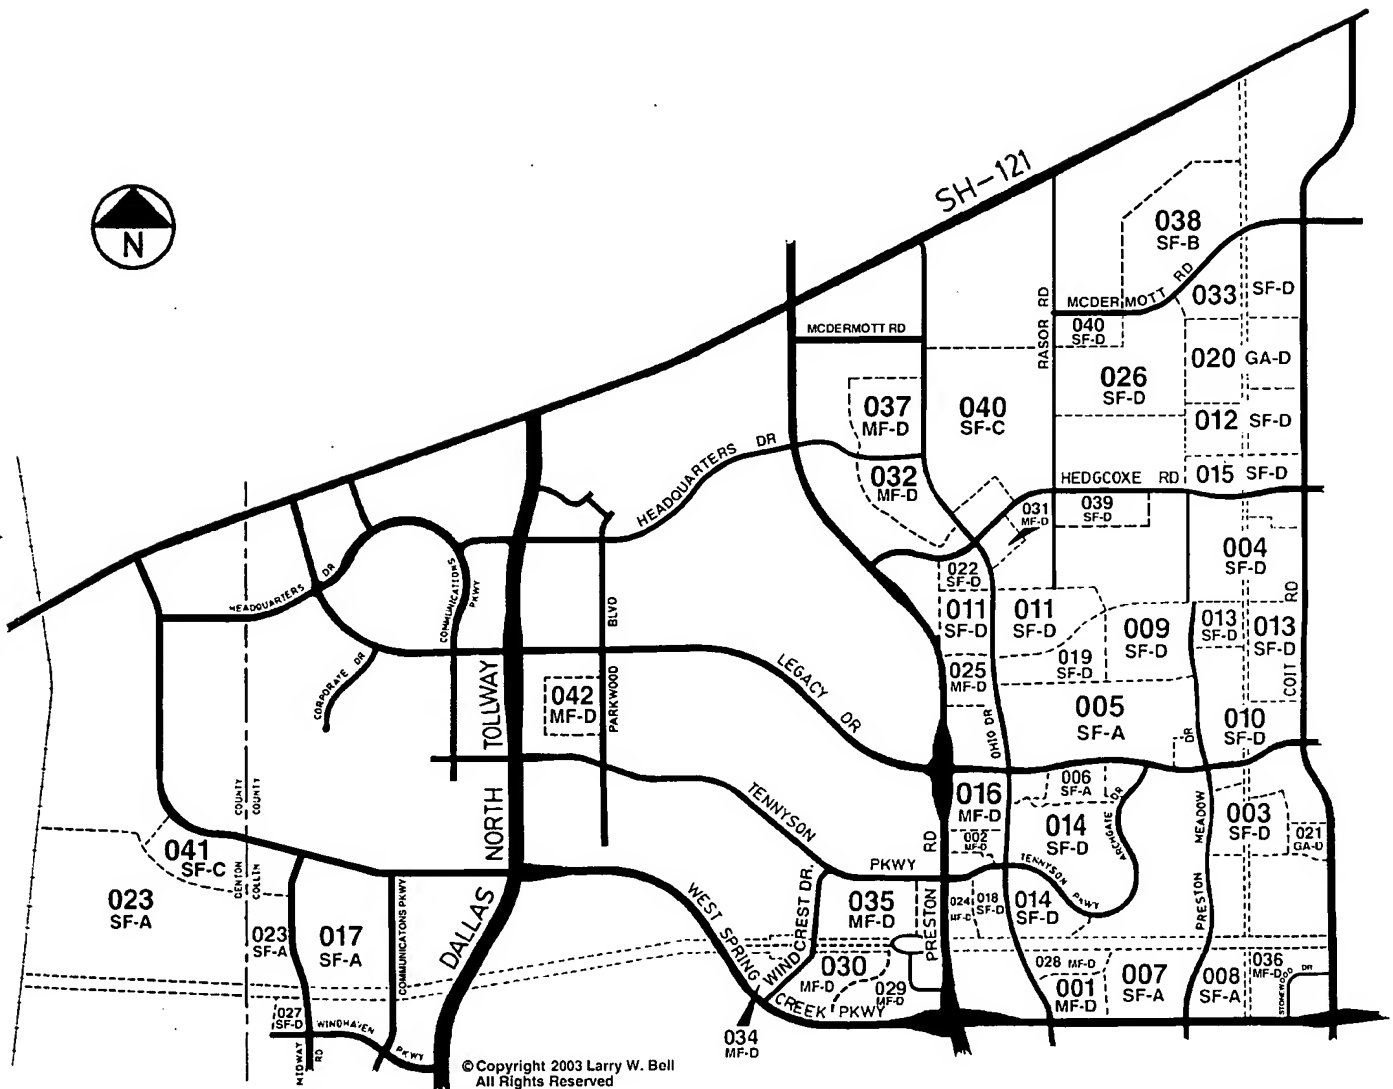 SH-121
N
038
SF-B
MCDERMOTT RD
033
SF-D
RASOR RD
040
SF-D
MCDERMOTT RD
020
GA-D
026
SF-D
037
MF-D
040
SF-C
012
SF-D
HEADQUARTERS DR
032
MF-D
HEDGCOXE RD
015
SF-D
031
MF-D
039
SF-D
004
SF-D
022
SF-D
HEADQUARTERS DR
COMMUNICATIONS PKWY
PARKWOOD BLVD
011
SF-D
011
SF-D
009
SF-D
013
SF-D
013
SF-D
COIT RD
019
SF-D
025
MF-D
CORPORATE DR
LEGACY DR
042
MF-D
005
SF-A
010
SF-D
OHIO DR
DALLAS NORTH TOLLWAY
006
SF-A
016
MF-D
ARCHGATE DR
PRESTON MEADOW DR
003
SF-D
021
GA-D
014
SF-D
002
MF-D
TENNYSON PKWY
TENNYSON PKWY
DENTON COUNTY
COLLIN COUNTY
041
SF-C
023
SF-A
WINDCREST DR.
035
MF-D
PRESTON RD
024
MF-D
018
SF-D
014
SF-D
023
SF-A
017
SF-A
COMMUNICATIONS PKWY
WEST SPRING CREEK PKWY
030
MF-D
029
MF-D
028 MF-D
001
MF-D
007
SF-A
008
SF-A
036
MF-D
STONEWOOD DR
027
SF-D
WINDHAVEN PKWY
MIDWAY RD
034
MF-D
© Copyright 2003 Larry W. Bell
All Rights Reserved